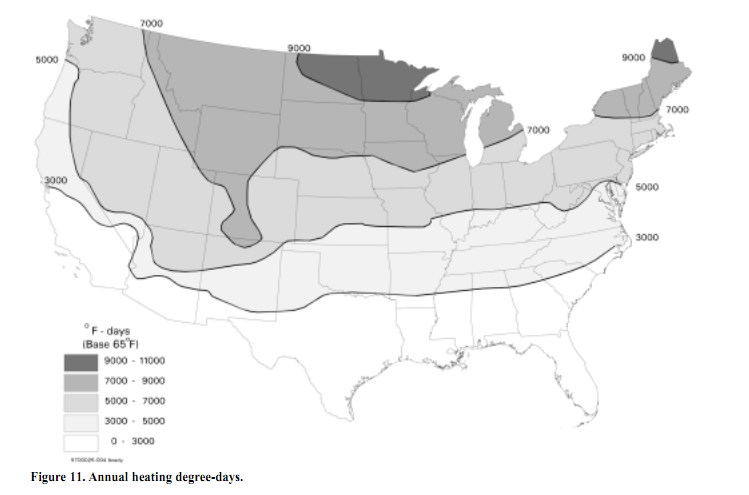 7000
9000
5000
9000
7000
7000
3000
5000
3000
°F - days
(Base 65°F)
9000 - 11000
7000 - 9000
5000 - 7000
3000 - 5000
0 - 3000
Figure 11. Annual heating degree-days.